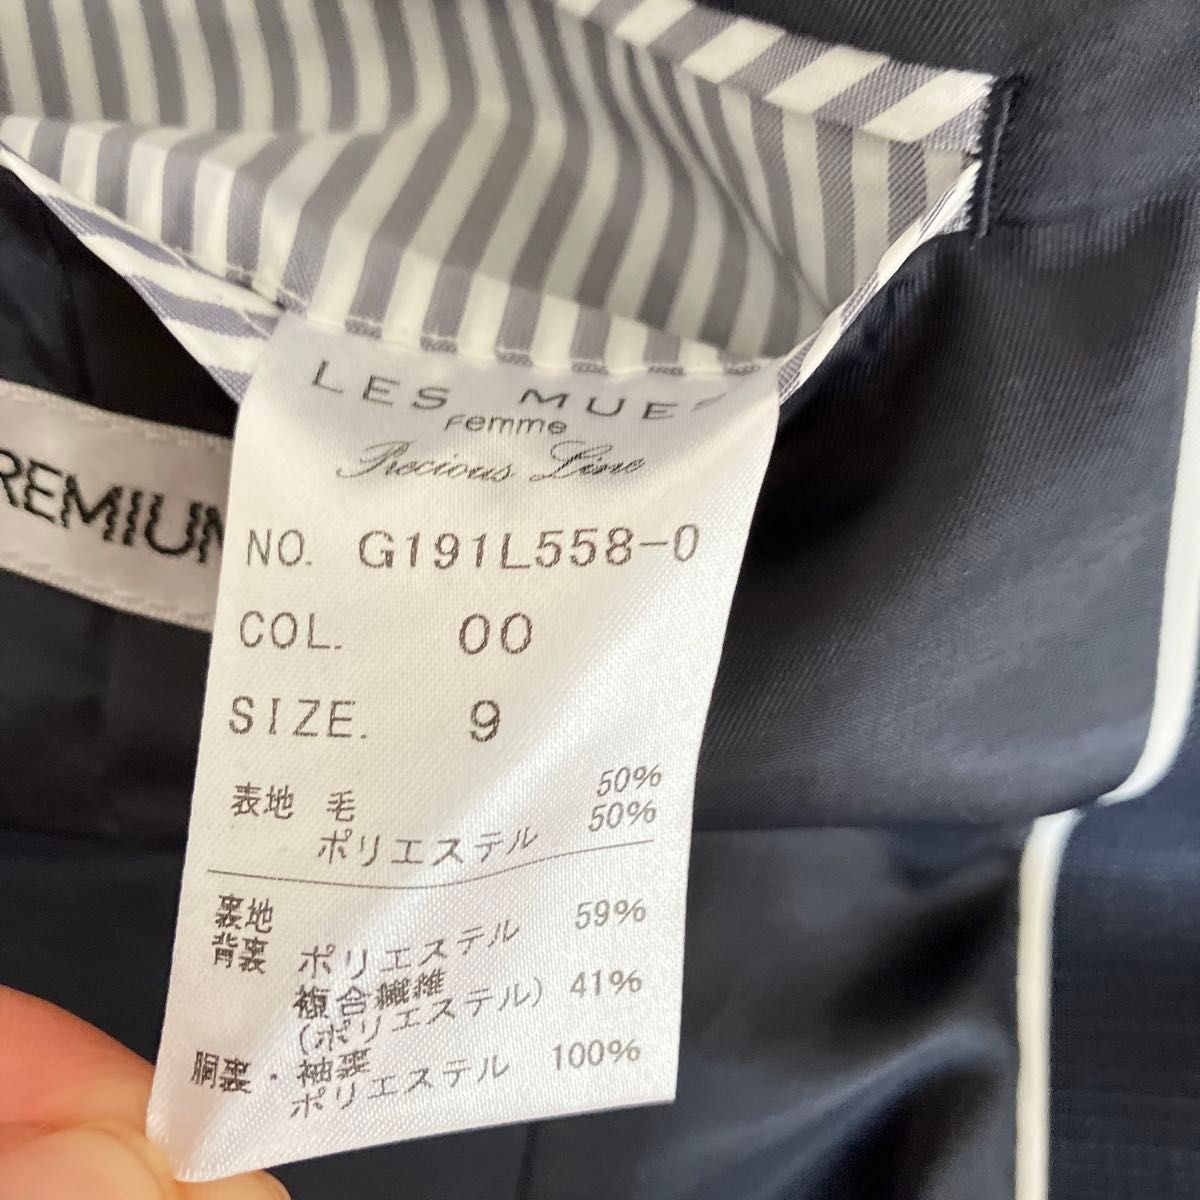 LES MUES
Femme
Precious Line
NO. G191L558-0
COL. 00
SIZE. 9
表地 毛 50%
ポリエステル 50%
裏地
背裏 ポリエステル 59%
複合繊維
(ポリエステル) 41%
胴裏・袖裏
ポリエステル 100%